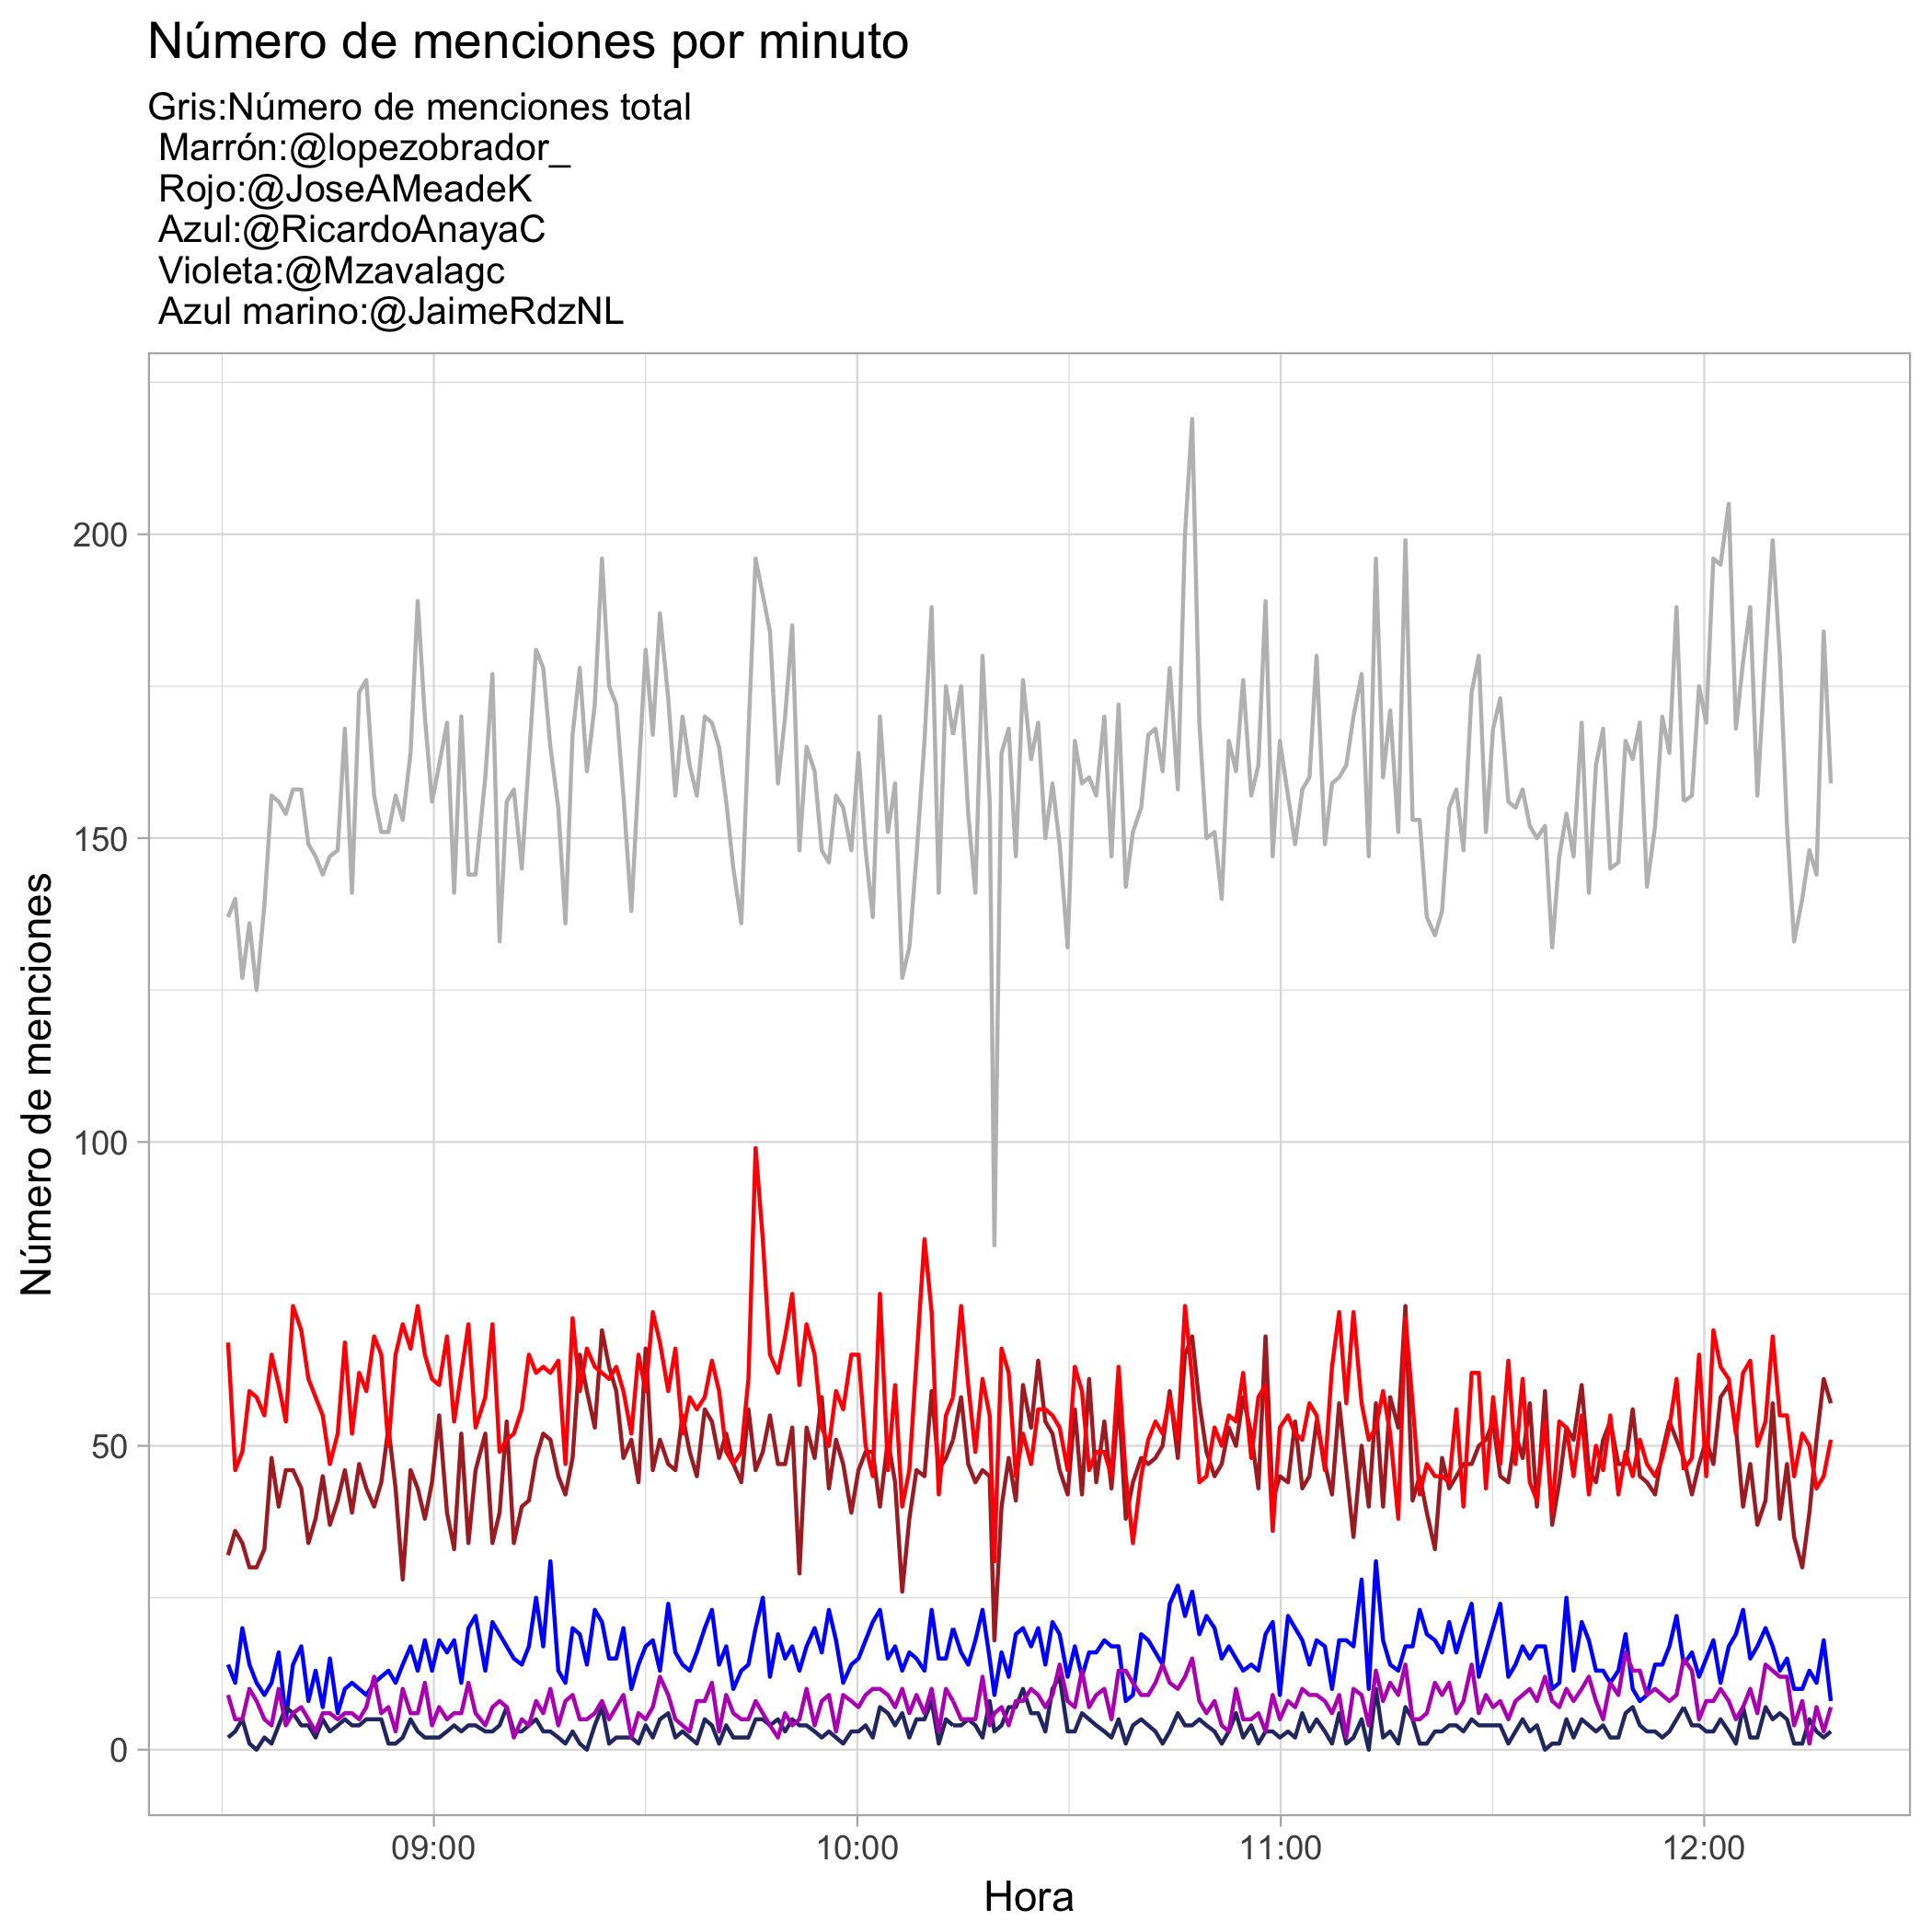 Número de menciones por minuto
Gris:Número de menciones total
Marrón:@lopezobrador_
Rojo:@JoseAMeadeK
Azul:@RicardoAnayaC
Violeta:@Mzavalagc
Azul marino:@JaimeRdzNL
Número de menciones
200
150
100
50
0
09:00
10:00
11:00
12:00
Hora